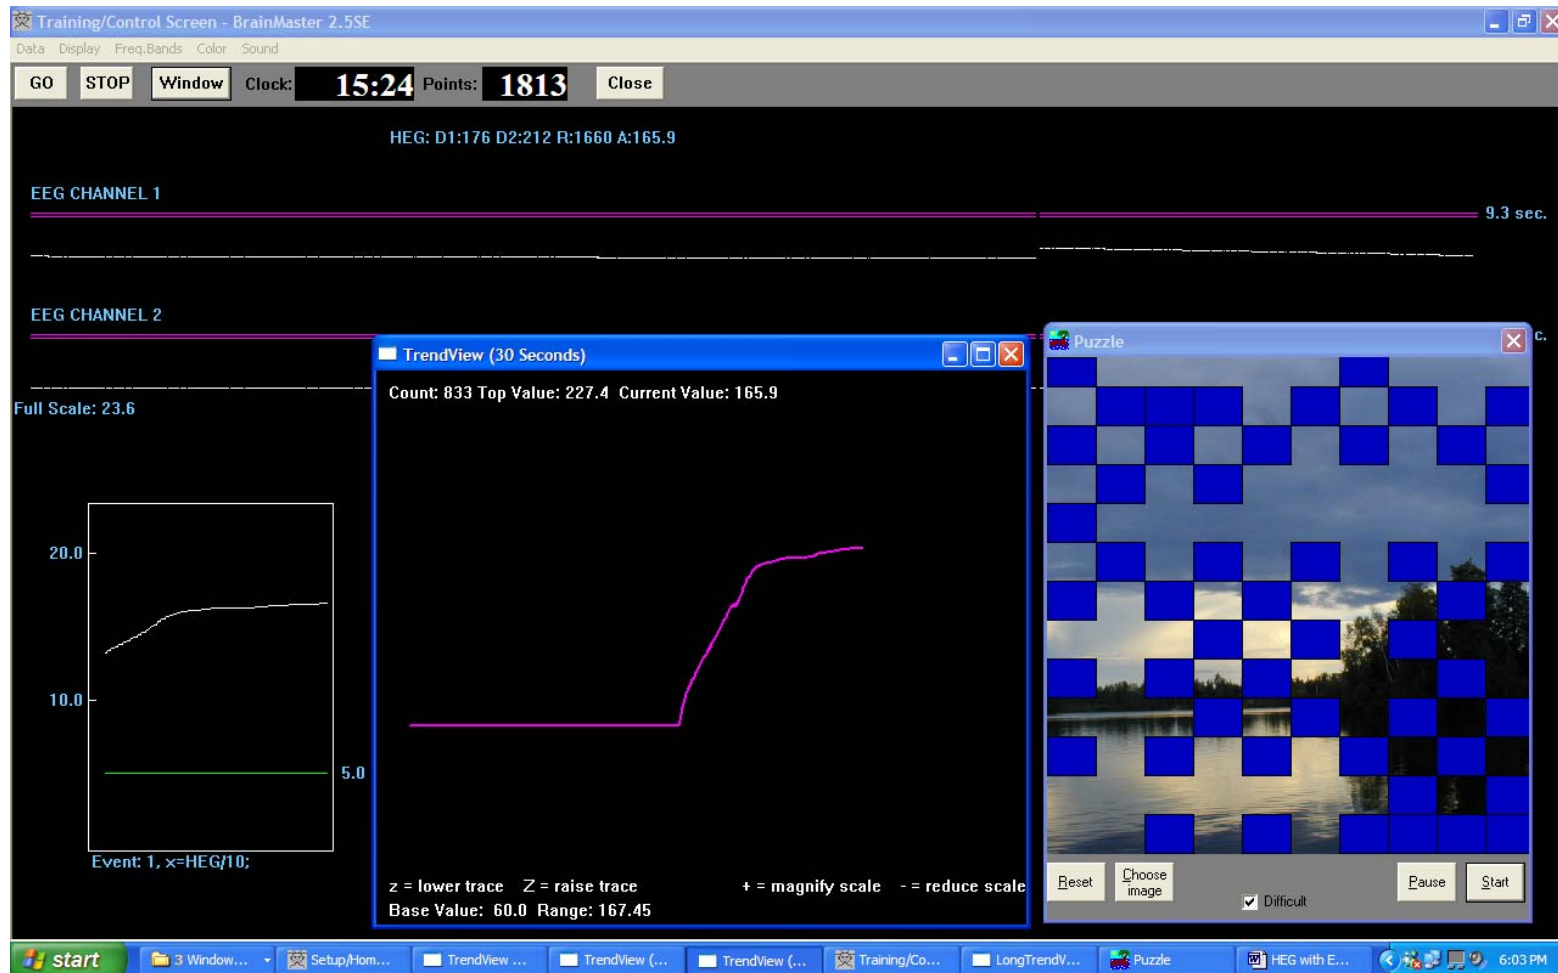 Training/Control Screen - BrainMaster 2.5SE
Data Display Freq.Bands Color Sound
GO STOP Window Clock: 15:24 Points: 1813 Close
HEG: D1:176 D2:212 R:1660 A:165.9
EEG CHANNEL 1
9.3 sec.
EEG CHANNEL 2
c.
Full Scale: 23.6
20.0
10.0
5.0
Event: 1, x=HEG/10;
TrendView (30 Seconds)
Count: 833 Top Value: 227.4 Current Value: 165.9
z = lower trace Z = raise trace + = magnify scale - = reduce scale
Base Value: 60.0 Range: 167.45
Puzzle
Reset Choose image Pause Start
Difficult
start 3 Window... Setup/Hom... TrendView ... TrendView (... TrendView (... Training/Co... LongTrendV... Puzzle HEG with E... 6:03 PM